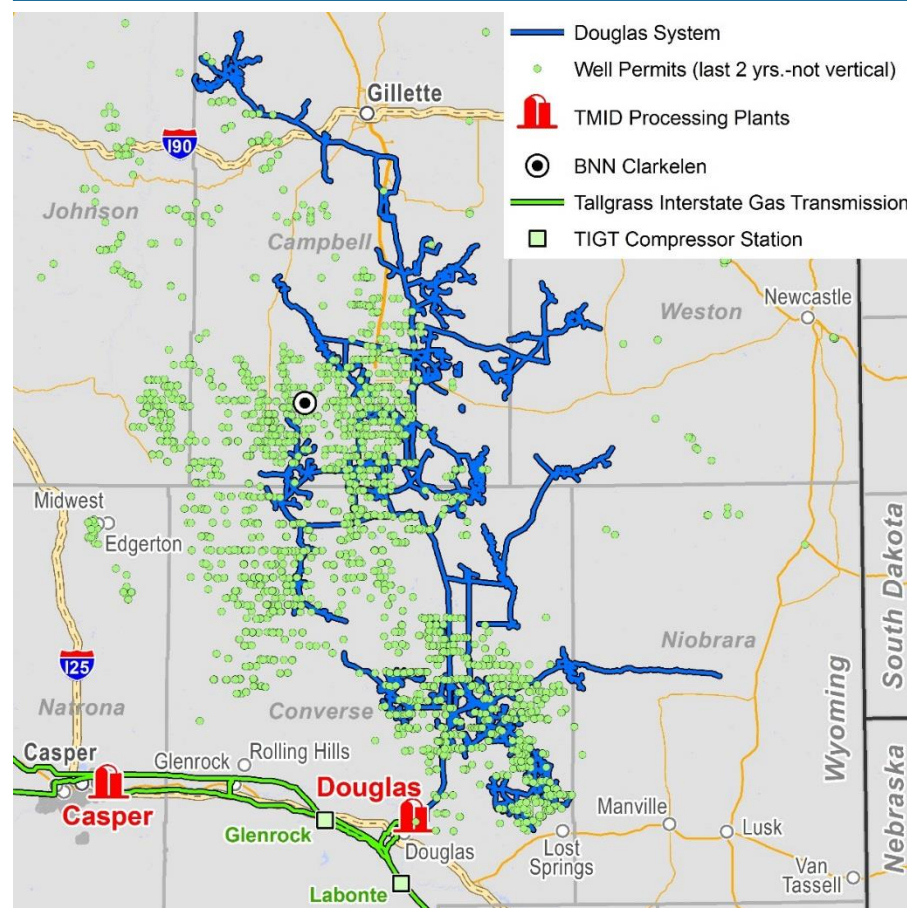 Douglas System
Well Permits (last 2 yrs.-not vertical)
TMID Processing Plants
BNN Clarkelen
Tallgrass Interstate Gas Transmission
TIGT Compressor Station
Gillette
190
Johnson
Campbell
Weston
Newcastle
Midwest
Edgerton
South Dakota
Niobrara
125
Natrona
Converse
Wyoming
Casper
Glenrock
Rolling Hills
Nebraska
Casper
Douglas
Glenrock
Douglas
Manville
Lusk
Lost
Springs
Labonte
Van
Tassell